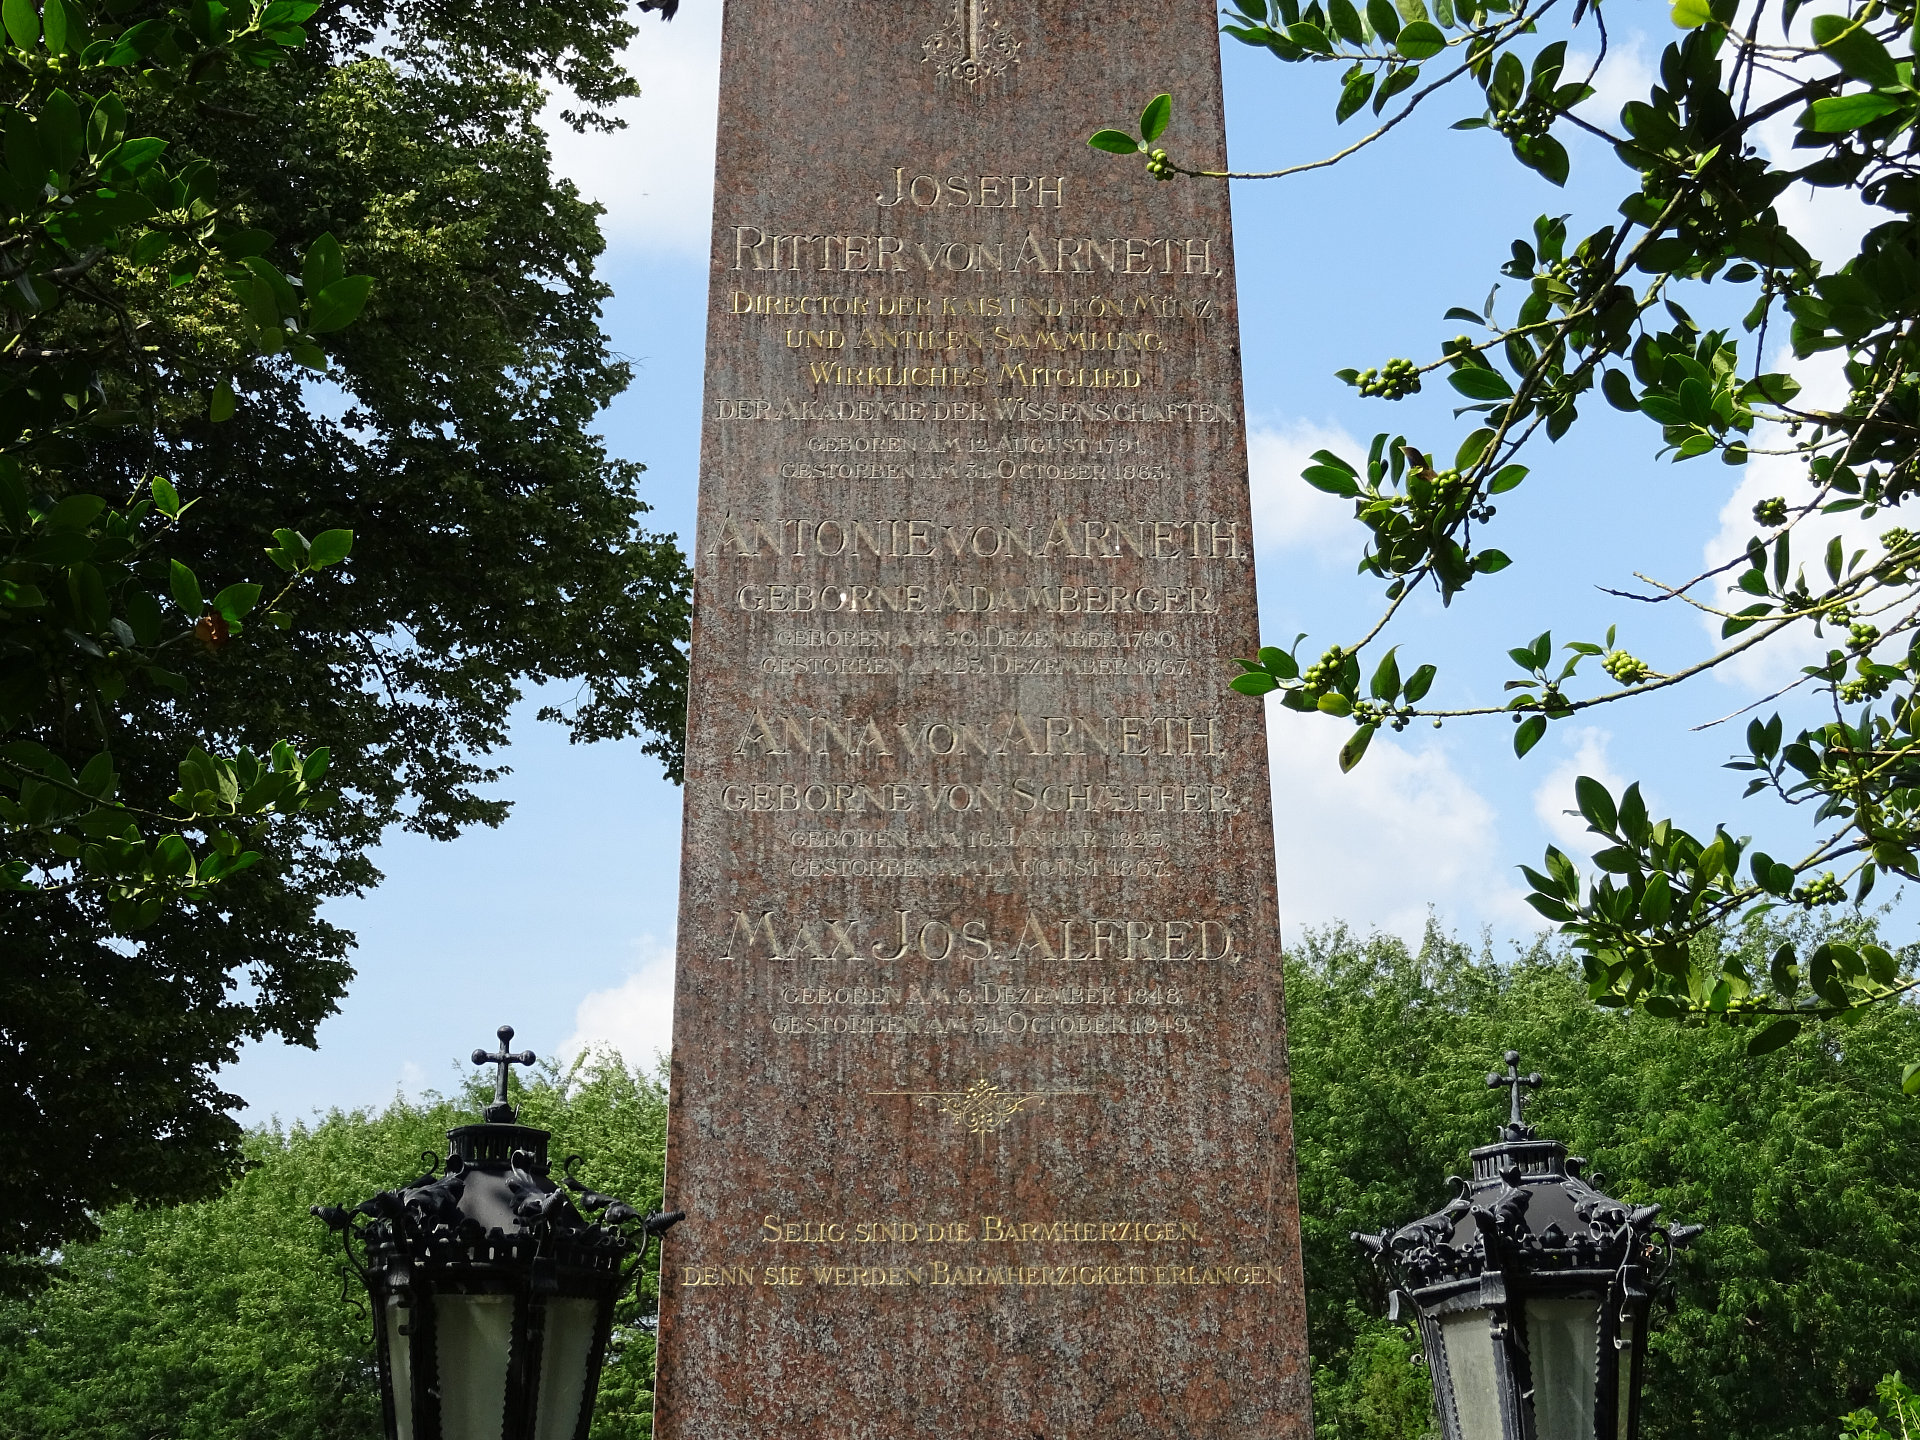 JOSEPH
RITTER VON ARNETH,
DIRECTOR DER KAIS. UND KÖN. MÜNZ-
UND ANTIKEN-SAMMLUNG,
WIRKLICHES MITGLIED
DER AKADEMIE DER WISSENSCHAFTEN
GEBOREN AM 12. AUGUST 1791,
GESTORBEN AM 31. OCTOBER 1863.
ANTONIE VON ARNETH,
GEBORNE ADAMBERGER,
GEBOREN AM 30. DEZEMBER 1790,
GESTORBEN AM 25. DEZEMBER 1867.
ANNA VON ARNETH,
GEBORNE VON SCHÆFFER,
GEBOREN AM 16. JANUAR 1823,
GESTORBEN AM 1. AUGUST 1867.
MAX JOS. ALFRED,
GEBOREN AM 6. DEZEMBER 1848,
GESTORBEN AM 31. OCTOBER 1849.
SELIG SIND DIE BARMHERZIGEN,
DENN SIE WERDEN BARMHERZIGKEIT ERLANGEN.